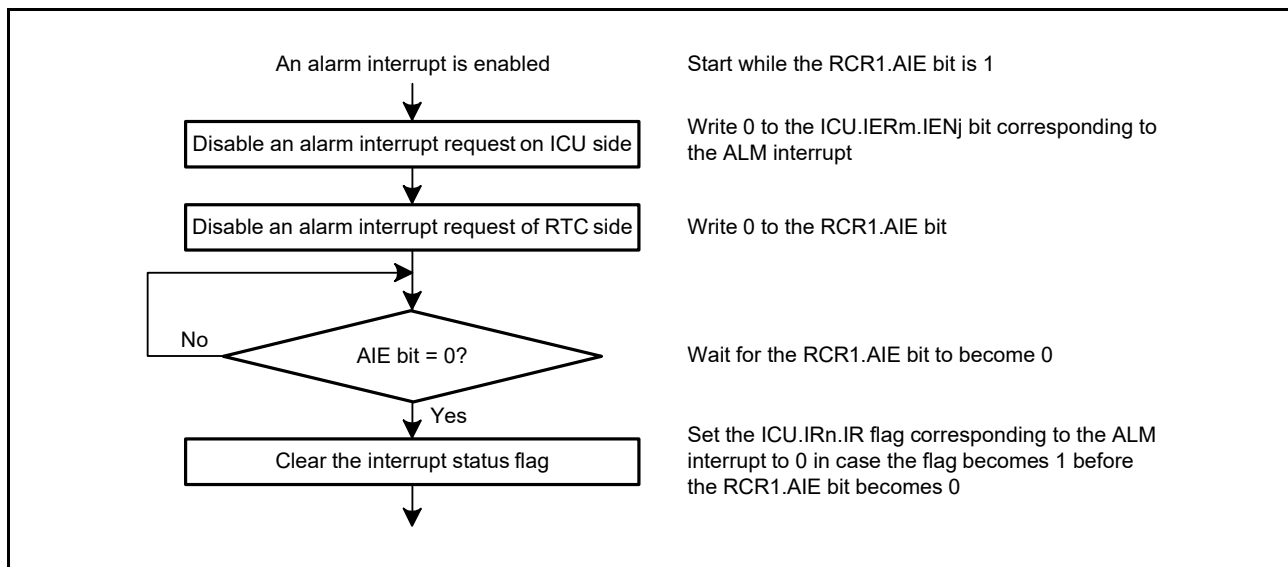 An alarm interrupt is enabled
Start while the RCR1.AIE bit is 1
Disable an alarm interrupt request on ICU side
Write 0 to the ICU.IERm.IENj bit corresponding to
the ALM interrupt
Disable an alarm interrupt request of RTC side
Write 0 to the RCR1.AIE bit
No
AIE bit = 0?
Wait for the RCR1.AIE bit to become 0
Yes
Clear the interrupt status flag
Set the ICU.IRn.IR flag corresponding to the ALM
interrupt to 0 in case the flag becomes 1 before
the RCR1.AIE bit becomes 0